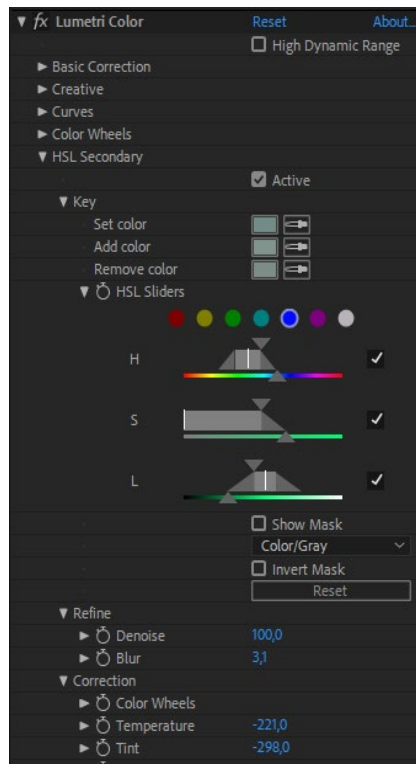 fx Lumetri Color Reset About...
High Dynamic Range
Basic Correction
Creative
Curves
Color Wheels
HSL Secondary
Active
Key
Set color
Add color
Remove color
HSL Sliders
H
S
L
Show Mask
Color/Gray
Invert Mask
Reset
Refine
Denoise 100,0
Blur 3,1
Correction
Color Wheels
Temperature -221,0
Tint -298,0